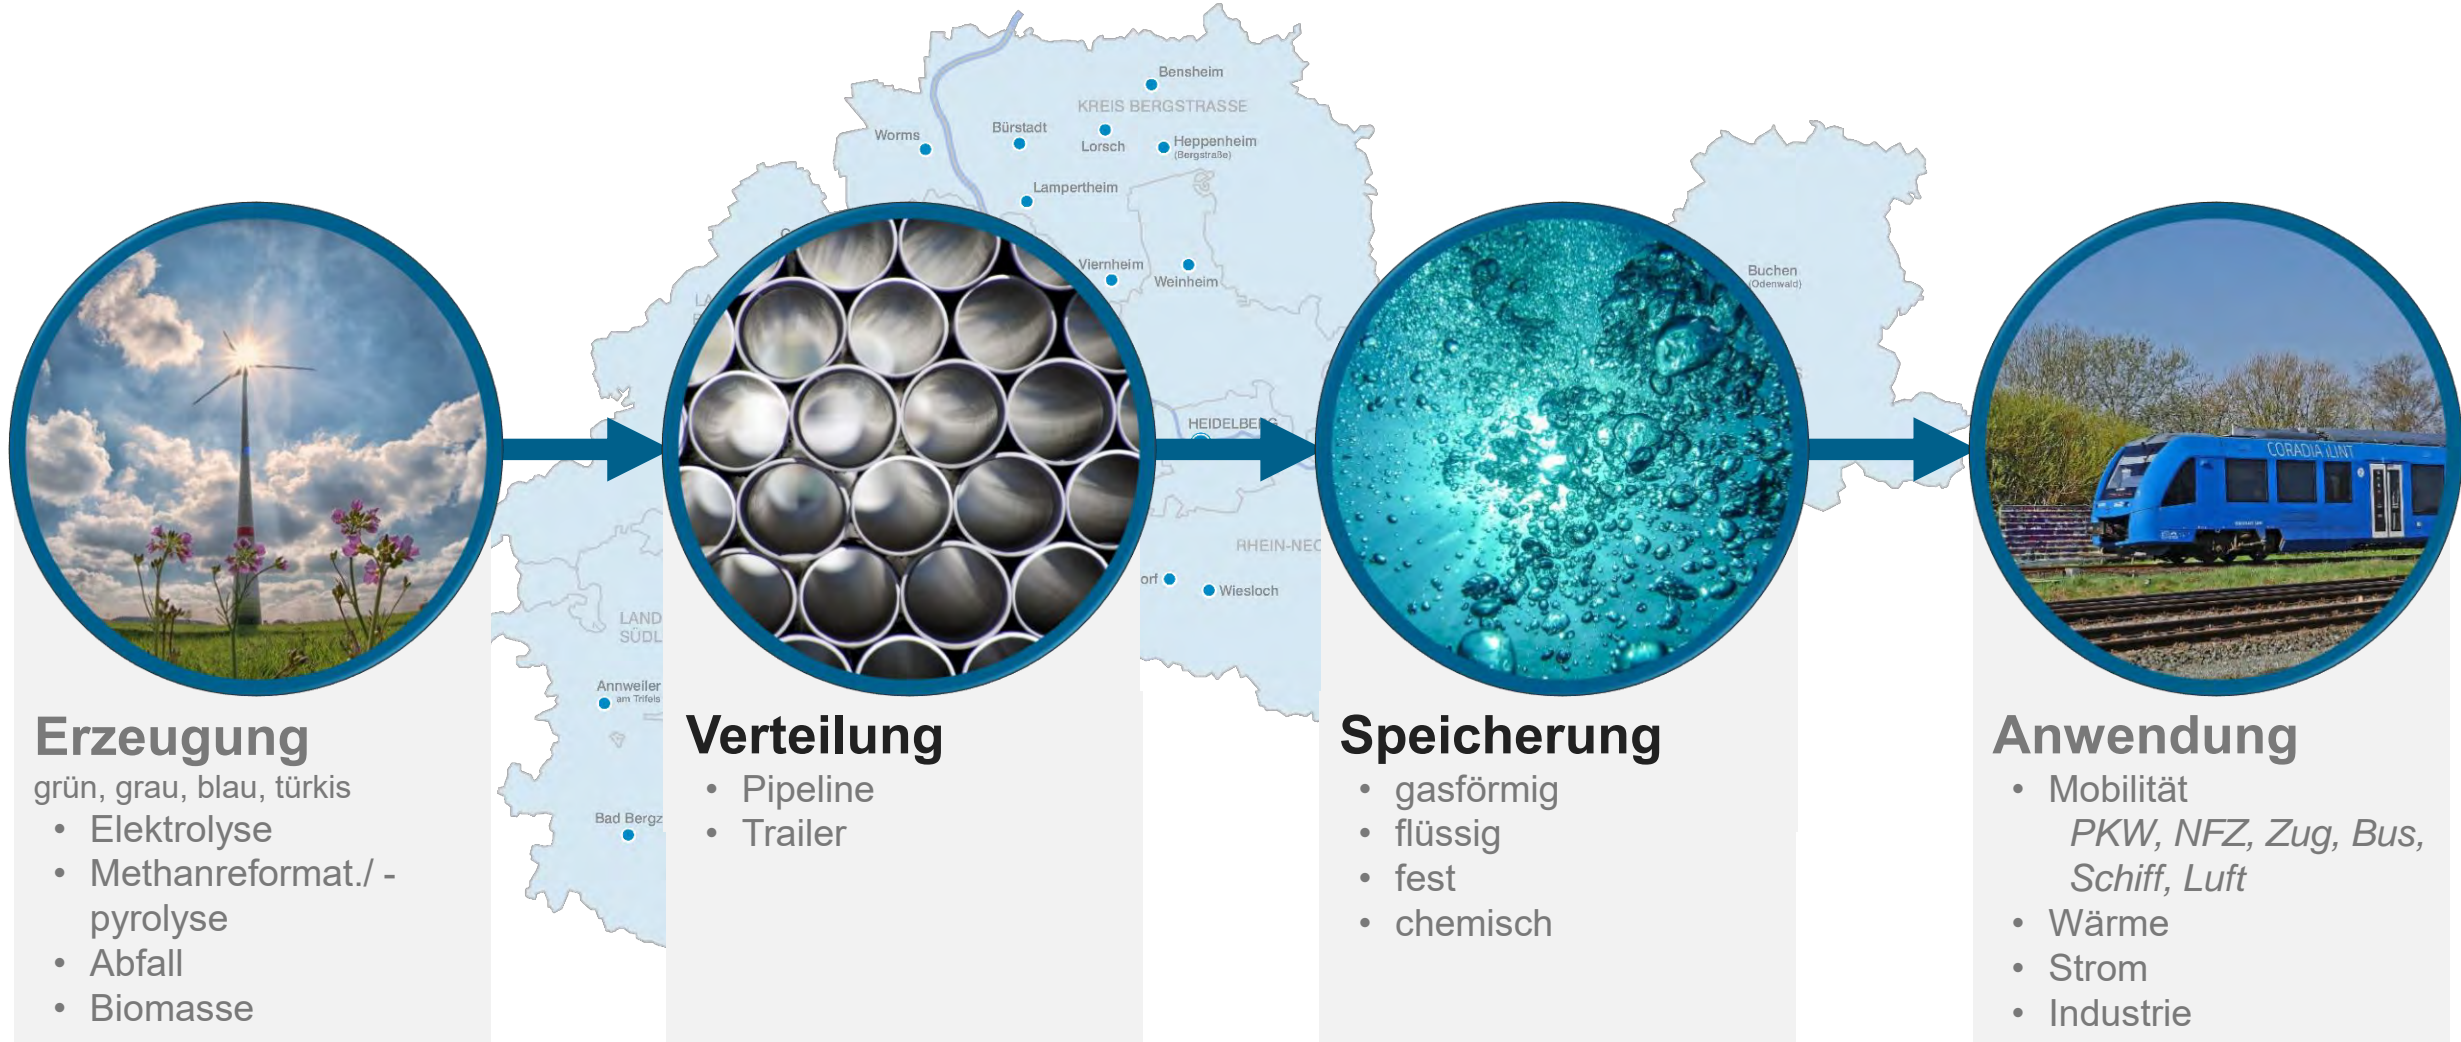 Bensheim
KREIS BERGSTRASSE
Worms
Bürstadt
Lorsch
Heppenheim
(Bergstraße)
Lampertheim
Viernheim
Weinheim
Buchen
(Odenwald)
HEIDELBERG
CORADIA iLINT
RHEIN-NEC
orf
Wiesloch
LAND
SÜDL
Annweiler
am Trifels
Bad Bergz
Erzeugung
grün, grau, blau, türkis
• Elektrolyse
• Methanreformat./ -
pyrolyse
• Abfall
• Biomasse
Verteilung
• Pipeline
• Trailer
Speicherung
• gasförmig
• flüssig
• fest
• chemisch
Anwendung
• Mobilität
PKW, NFZ, Zug, Bus,
Schiff, Luft
• Wärme
• Strom
• Industrie